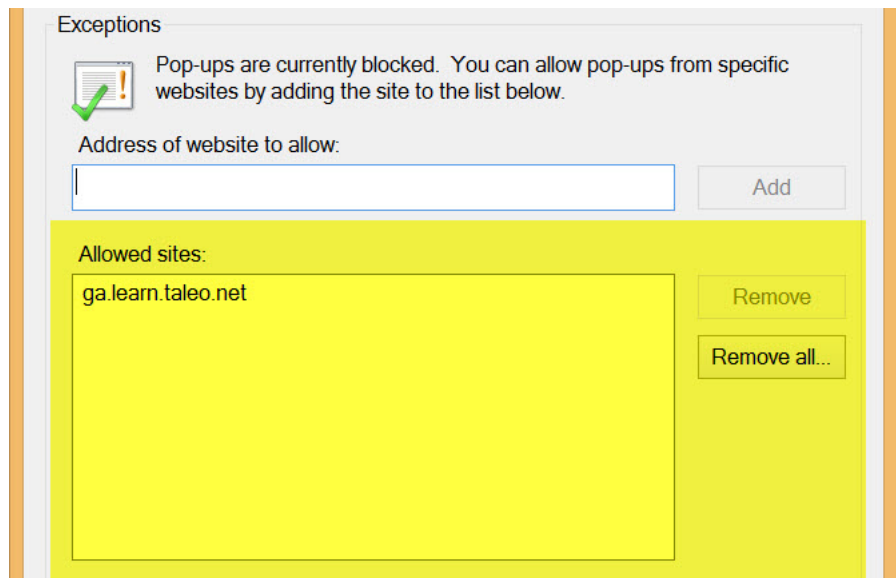 Exceptions
Pop-ups are currently blocked. You can allow pop-ups from specific
websites by adding the site to the list below.
Address of website to allow:
Add
Allowed sites:
ga.learn.taleo.net
Remove
Remove all...